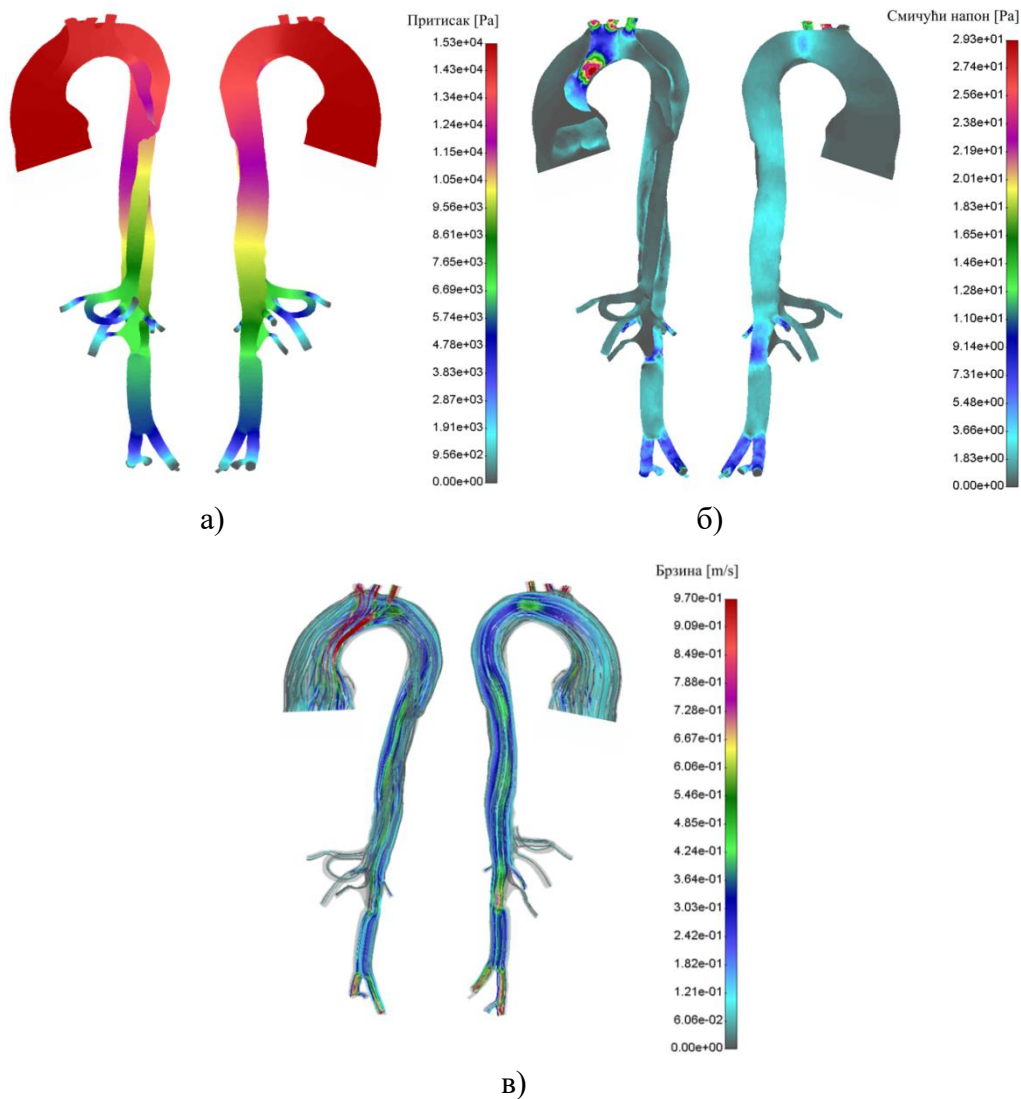 Притисак [Pa]
1.53e+04
1.43e+04
1.34e+04
1.24e+04
1.15e+04
1.05e+04
9.56e+03
8.61e+03
7.65e+03
6.69e+03
5.74e+03
4.78e+03
3.83e+03
2.87e+03
1.91e+03
9.56e+02
0.00e+00
а)
Смичући напон [Pa]
2.93e+01
2.74e+01
2.56e+01
2.38e+01
2.19e+01
2.01e+01
1.83e+01
1.65e+01
1.46e+01
1.28e+01
1.10e+01
9.14e+00
7.31e+00
5.48e+00
3.66e+00
1.83e+00
0.00e+00
б)
Брзина [m/s]
9.70e-01
9.09e-01
8.49e-01
7.88e-01
7.28e-01
6.67e-01
6.06e-01
5.46e-01
4.85e-01
4.24e-01
3.64e-01
3.03e-01
2.42e-01
1.82e-01
1.21e-01
6.06e-02
0.00e+00
в)